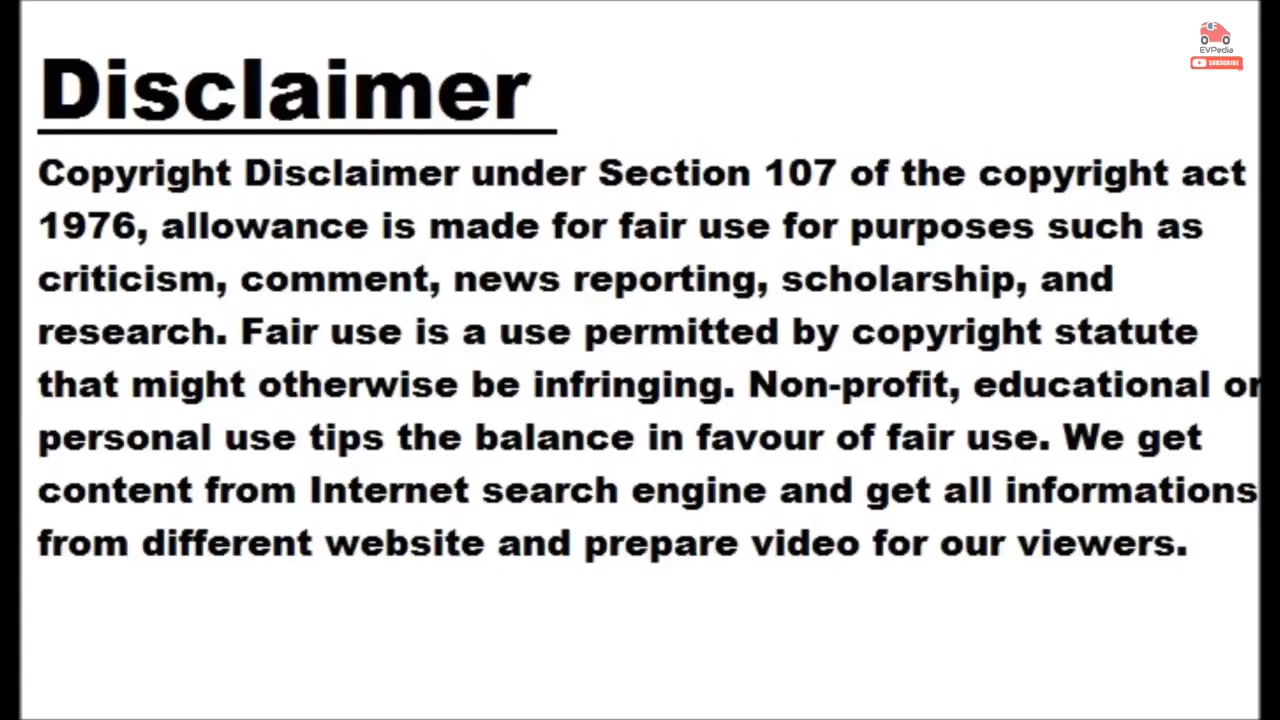 EVPedia
SUBSCRIBE
Disclaimer
Copyright Disclaimer under Section 107 of the copyright act
1976, allowance is made for fair use for purposes such as
criticism, comment, news reporting, scholarship, and
research. Fair use is a use permitted by copyright statute
that might otherwise be infringing. Non-profit, educational or
personal use tips the balance in favour of fair use. We get
content from Internet search engine and get all informations
from different website and prepare video for our viewers.